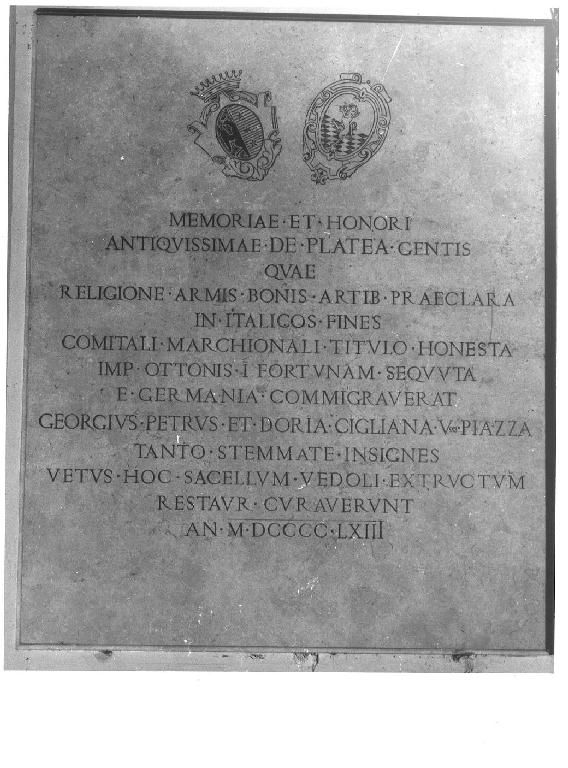 MEMORIAE·ET·HONORI
ANTIQVISSIMAE·DE·PLATEA·GENTIS
QVAE
RELIGIONE·ARMIS·BONIS·ARTIB·PRAECLARA
IN·ITALICOS·FINES
COMITALI·MARCHIONALI·TITVLO·HONESTA
IMP·OTTONIS·I FORTVNAM·SEQVVTA
E·GERMANIA·COMMIGRAVERAT
GEORGIVS·PETRVS·ET·DORIA·CIGLIANA·PIAZZA
TANTO·STEMMATE·INSIGNES
VETVS·HOC·SACELLVM·VEDOLI·EXTRVCTVM
RESTAVR·CVRAVERVNT
AN·M·DCCCC·LXIII